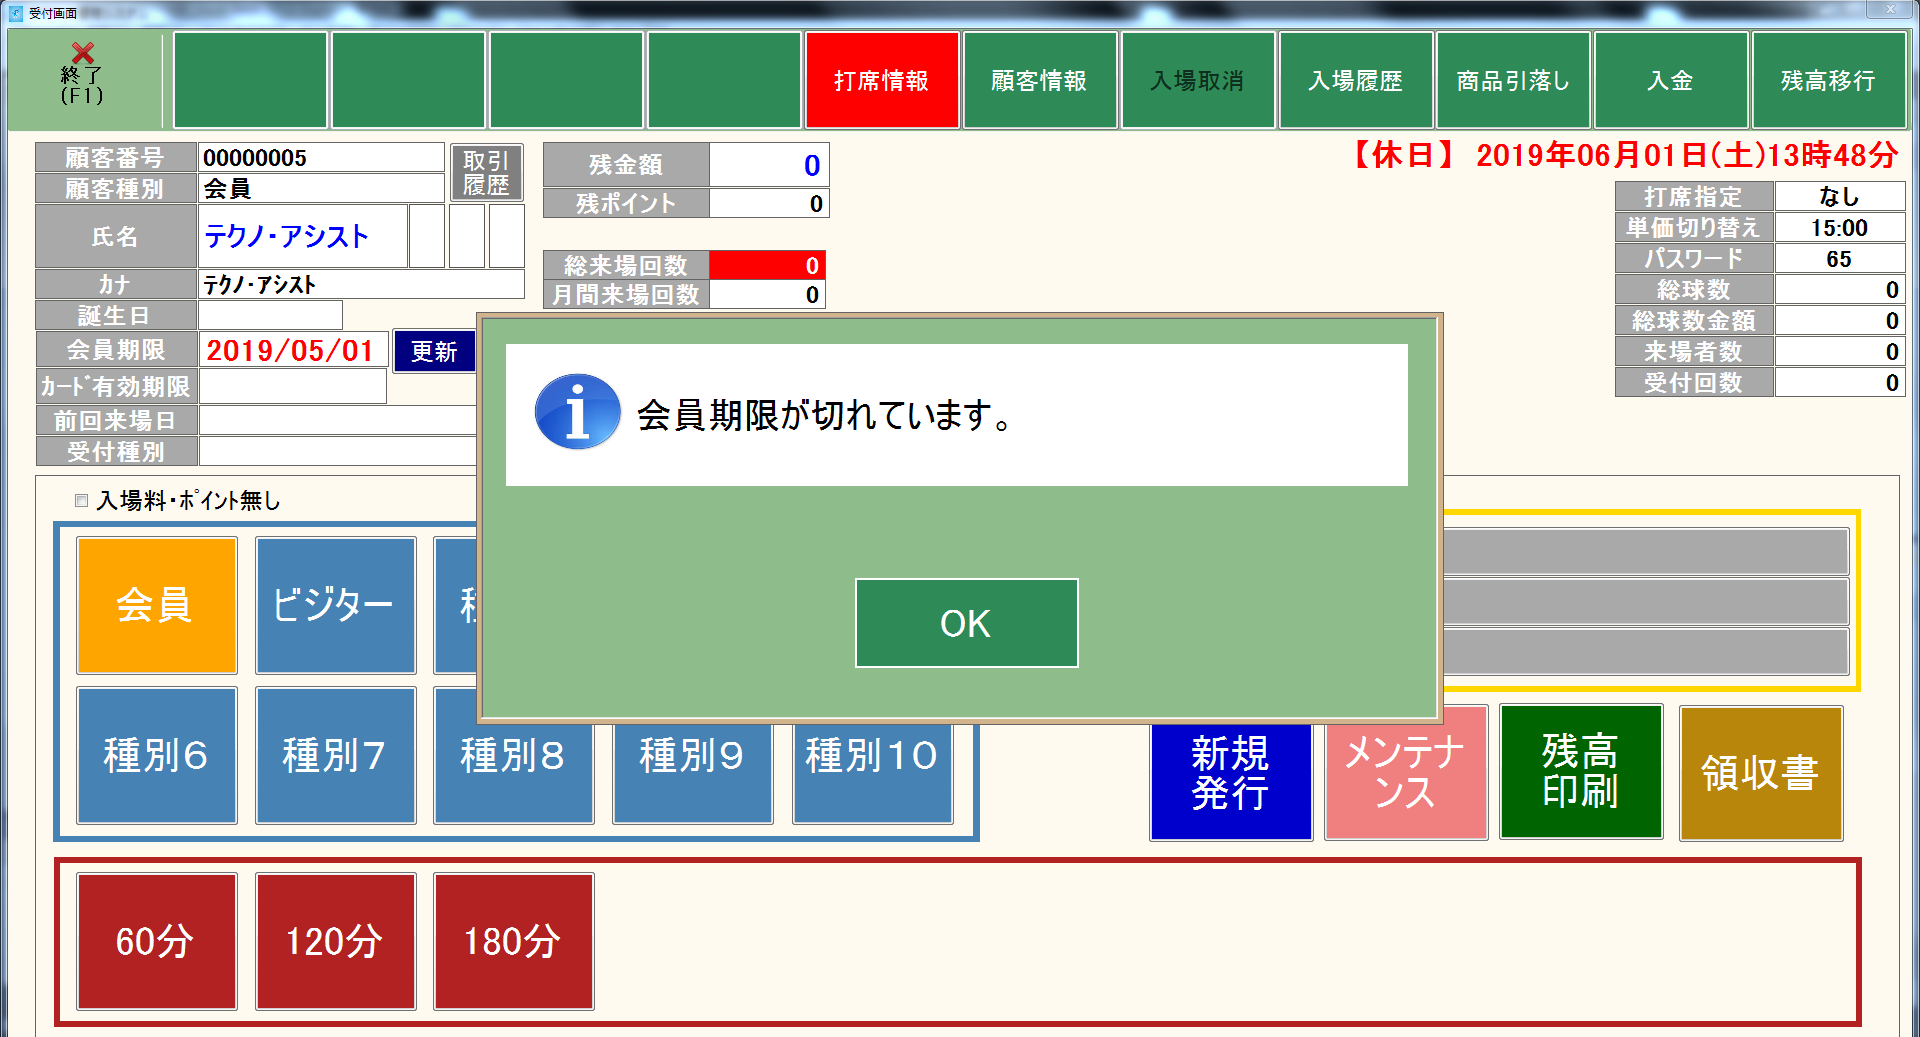 受付画面
終了
(F1)
打席情報
顧客情報
入場取消
入場履歴
商品引落し
入金
残高移行
【休日】 2019年06月01日(土)13時48分
顧客番号 00000005
顧客種別 会員
取引
履歴
氏名 テクノ・アシスト
カナ テクノ・アシスト
誕生日
会員期限 2019/05/01 更新
カード有効期限
前回来場日
受付種別
残金額 0
残ポイント 0
総来場回数 0
月間来場回数 0
打席指定 なし
単価切り替え 15:00
パスワード 65
総球数 0
総球数金額 0
来場者数 0
受付回数 0
会員期限が切れています。
OK
入場料・ポイント無し
会員
ビジター
種別6
種別7
種別8
種別9
種別10
新規
発行
メンテナ
ンス
残高
印刷
領収書
60分
120分
180分